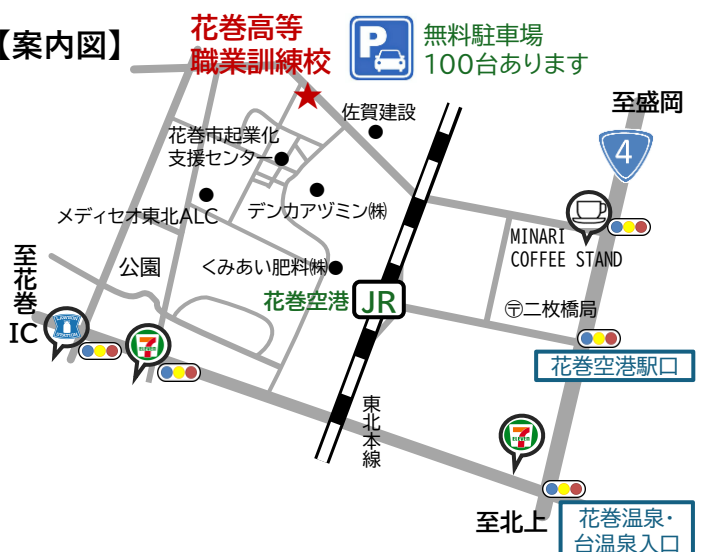 【案内図】
花巻高等
職業訓練校
P
無料駐車場
100台あります
至盛岡
4
佐賀建設
花巻市起業化
支援センター
メディセオ東北ALC
デンカアヅミン㈱
MINARI
COFFEE STAND
至花巻IC
公園
くみあい肥料㈱
花巻空港
JR
〶二枚橋局
花巻空港駅口
東北本線
至北上
花巻温泉・
台温泉入口